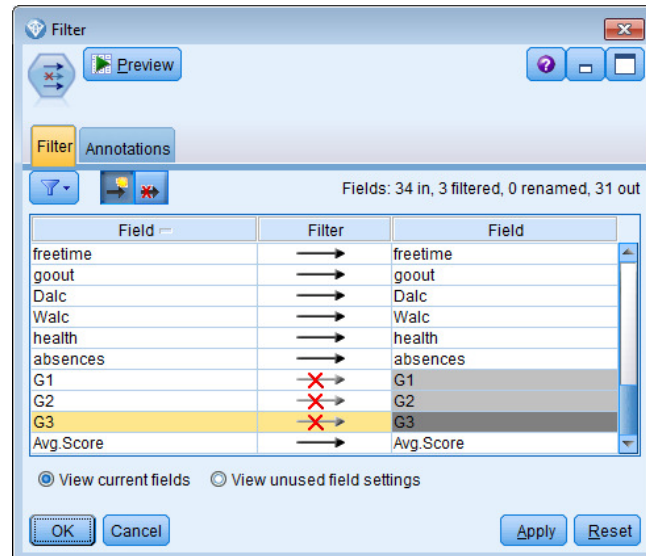 Filter
Preview
Filter Annotations
Fields: 34 in, 3 filtered, 0 renamed, 31 out
Field Filter Field
freetime freetime
goout goout
Dalc Dalc
Walc Walc
health health
absences absences
G1 G1
G2 G2
G3 G3
Avg.Score Avg.Score
View current fields View unused field settings
OK Cancel Apply Reset